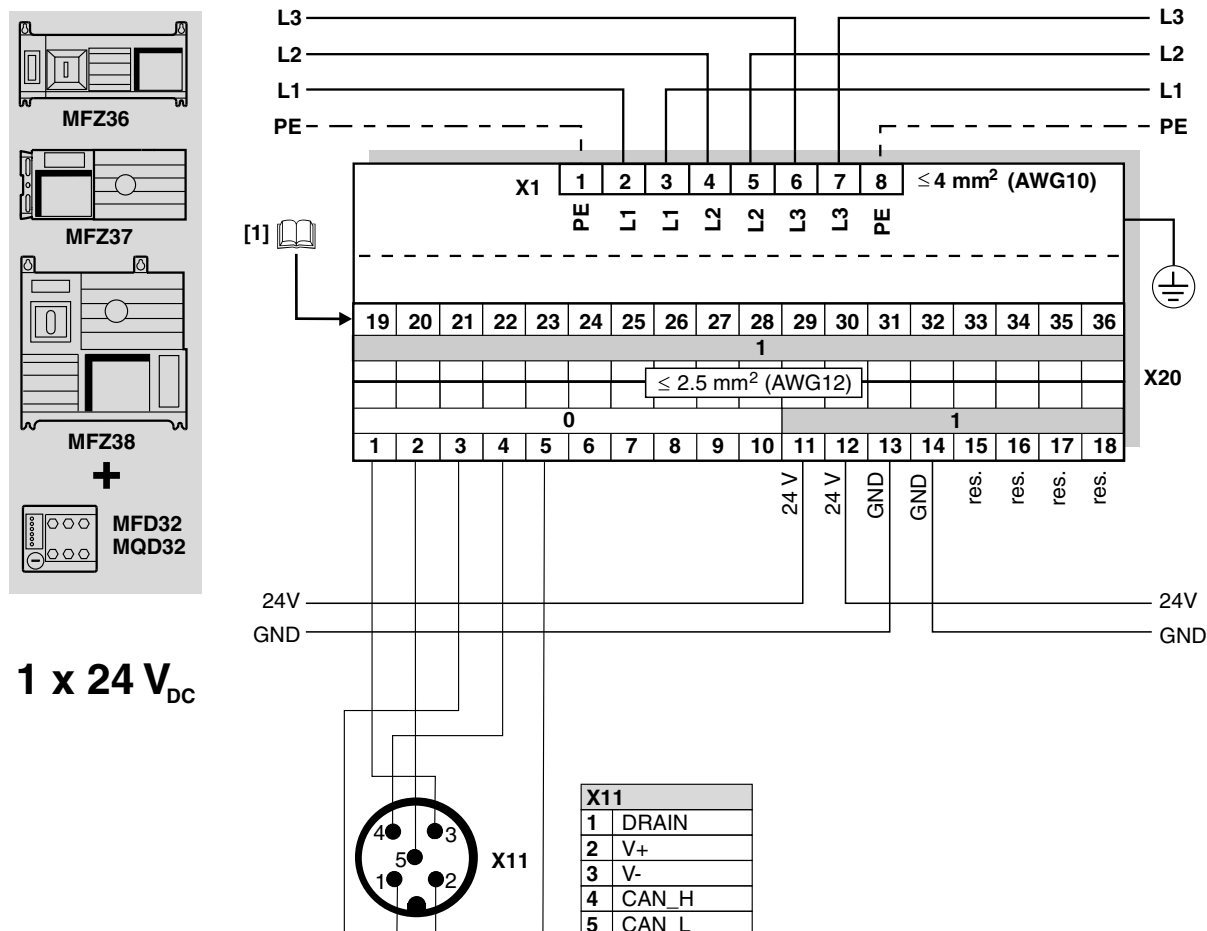 L3 L3
L2 L2
L1 L1
PE PE
MFZ36
X1 1 2 3 4 5 6 7 8 ≤ 4 mm² (AWG10)
PE L1 L1 L2 L2 L3 L3 PE
MFZ37
[1]
19 20 21 22 23 24 25 26 27 28 29 30 31 32 33 34 35 36
1
≤ 2.5 mm² (AWG12)
X20
0 1
1 2 3 4 5 6 7 8 9 10 11 12 13 14 15 16 17 18
24 V 24 V GND GND res. res. res. res.
MFZ38
+
MFD32
MQD32
24V 24V
GND GND
1 x 24 VDC
4 3
5
1 2
X11
X11
1 DRAIN
2 V+
3 V-
4 CAN_H
5 CAN_L